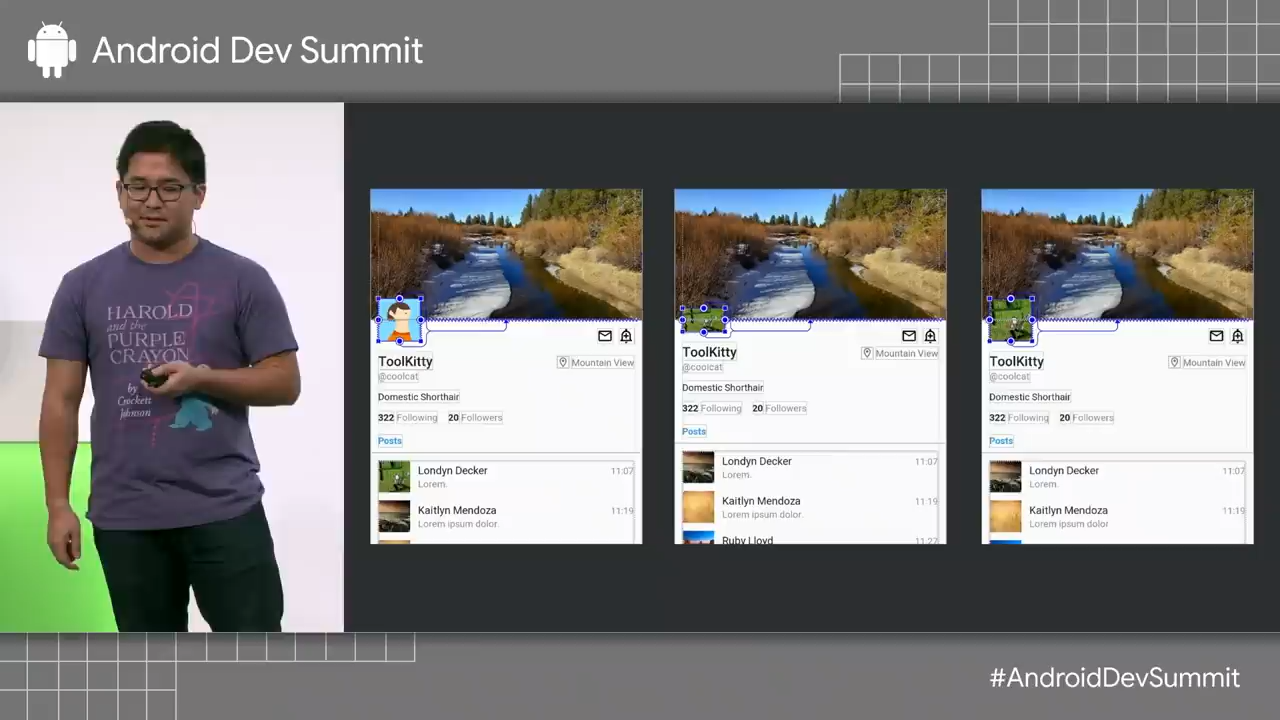 Android Dev Summit
HAROLD
and the
PURPLE
CRAYON
by
Crockett
Johnson
ToolKitty
@coolcat
Mountain View
Domestic Shorthair
322 Following 20 Followers
Posts
Londyn Decker 11:07
Lorem.
Kaitlyn Mendoza 11:19
Lorem ipsum dolor.
ToolKitty
@coolcat
Mountain View
Domestic Shorthair
322 Following 20 Followers
Posts
Londyn Decker 11:07
Lorem.
Kaitlyn Mendoza 11:19
Lorem ipsum dolor.
Ruby Lloyd 11:27
ToolKitty
@coolcat
Mountain View
Domestic Shorthair
322 Following 20 Followers
Posts
Londyn Decker 11:07
Lorem.
Kaitlyn Mendoza 11:19
Lorem ipsum dolor
#AndroidDevSummit